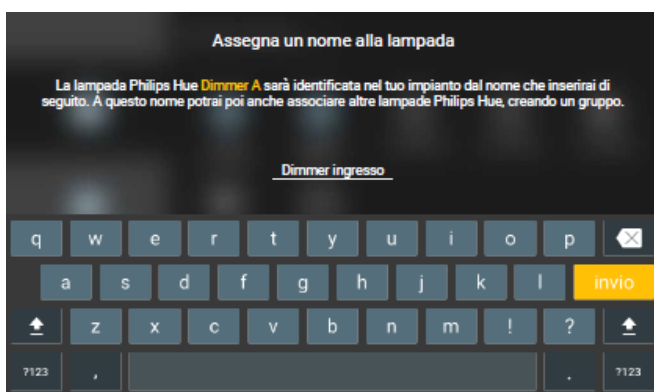 Assegna un nome alla lampada
La lampada Philips Hue Dimmer A sarà identificata nel tuo impianto dal nome che inserirai di
seguito. A questo nome potrai poi anche associare altre lampade Philips Hue, creando un gruppo.
Dimmer ingresso
q w e r t y u i o p
a s d f g h j k l invio
z x c v b n m ! ?
?123 , . ?123